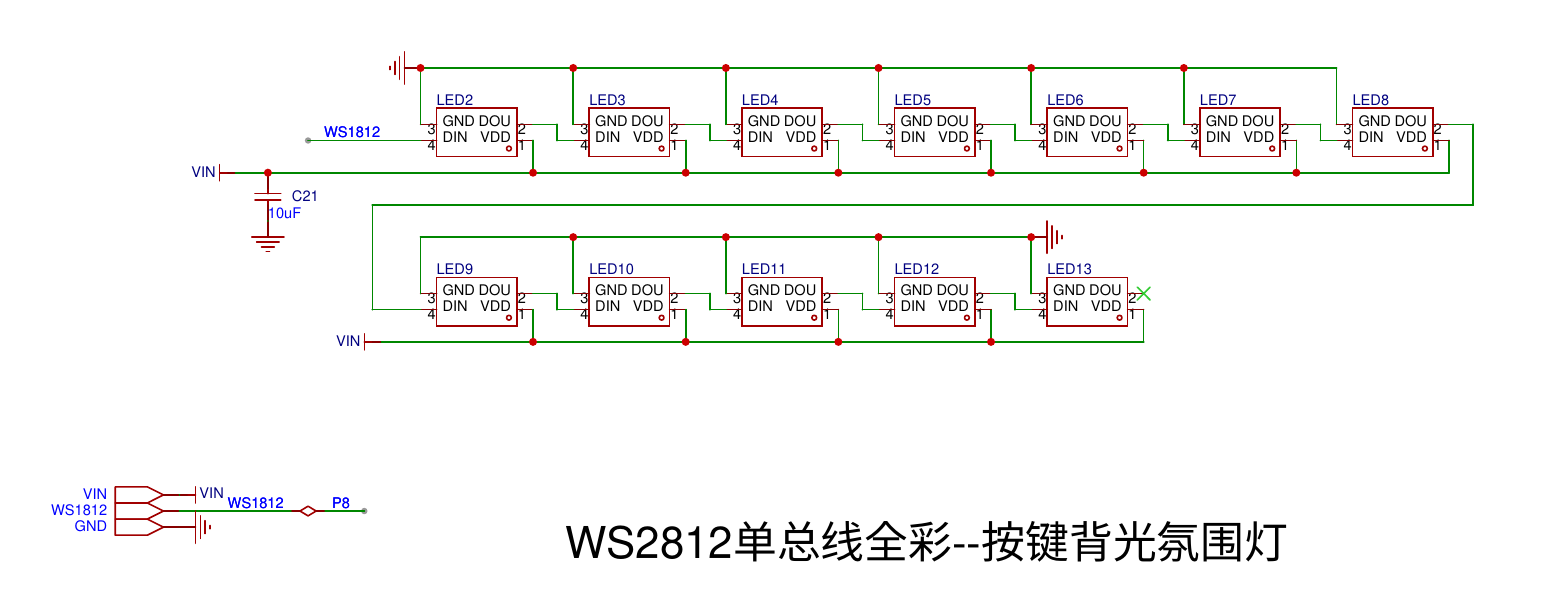 LED2 LED3 LED4 LED5 LED6 LED7 LED8
3 GND DOU 2 3 GND DOU 2 3 GND DOU 2 3 GND DOU 2 3 GND DOU 2 3 GND DOU 2 3 GND DOU 2
WS1812
4 DIN VDD 1 4 DIN VDD 1 4 DIN VDD 1 4 DIN VDD 1 4 DIN VDD 1 4 DIN VDD 1 4 DIN VDD 1
VIN
C21
10uF
LED9 LED10 LED11 LED12 LED13
3 GND DOU 2 3 GND DOU 2 3 GND DOU 2 3 GND DOU 2 3 GND DOU 2
4 DIN VDD 1 4 DIN VDD 1 4 DIN VDD 1 4 DIN VDD 1 4 DIN VDD 1
VIN
VIN VIN
WS1812 WS1812 P8
GND
WS2812单总线全彩--按键背光氛围灯